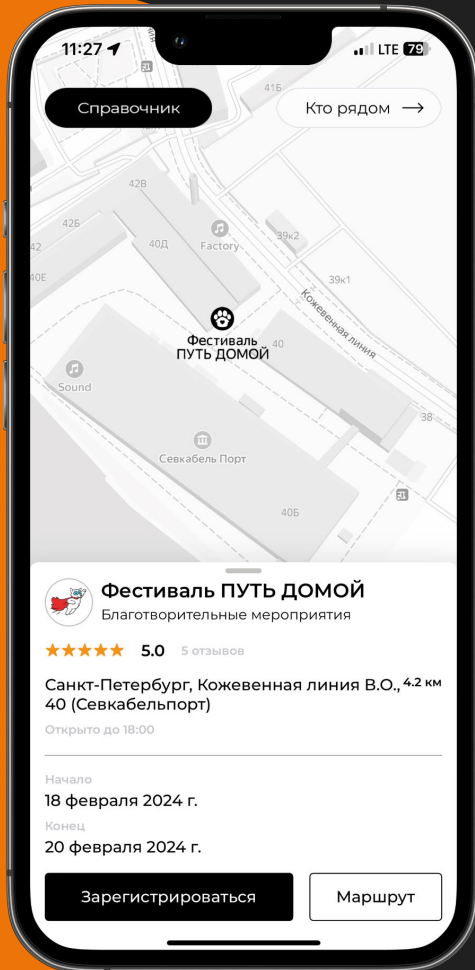 11:27
LTE 79
Справочник
Кто рядом →
41Б
42В
42Б
42
40Д
Factory
39к2
40Е
39к1
Кожевенная линия
Фестиваль
ПУТЬ ДОМОЙ
40
Sound
38
Севкабель Порт
40Б
Фестиваль ПУТЬ ДОМОЙ
Благотворительные мероприятия
5.0 5 отзывов
Санкт-Петербург, Кожевенная линия В.О., 4.2 км
40 (Севкабельпорт)
Открыто до 18:00
Начало
18 февраля 2024 г.
Конец
20 февраля 2024 г.
Зарегистрироваться
Маршрут